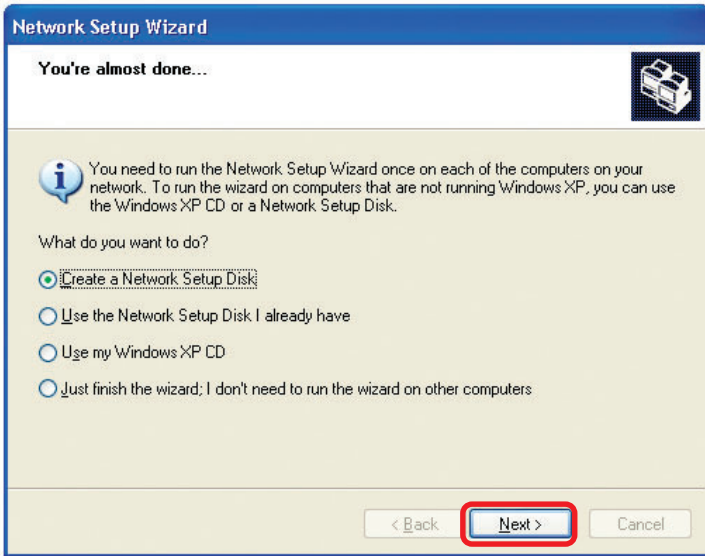 Network Setup Wizard
You're almost done...
You need to run the Network Setup Wizard once on each of the computers on your
network. To run the wizard on computers that are not running Windows XP, you can use
the Windows XP CD or a Network Setup Disk.
What do you want to do?
Create a Network Setup Disk
Use the Network Setup Disk I already have
Use my Windows XP CD
Just finish the wizard; I don't need to run the wizard on other computers
< Back Next > Cancel